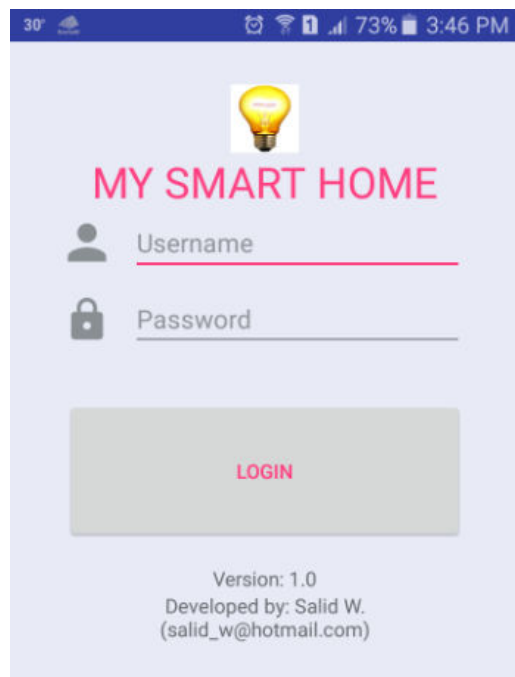 30° 1 73% 3:46 PM
MY SMART HOME
Username
Password
LOGIN
Version: 1.0
Developed by: Salid W.
(salid_w@hotmail.com)